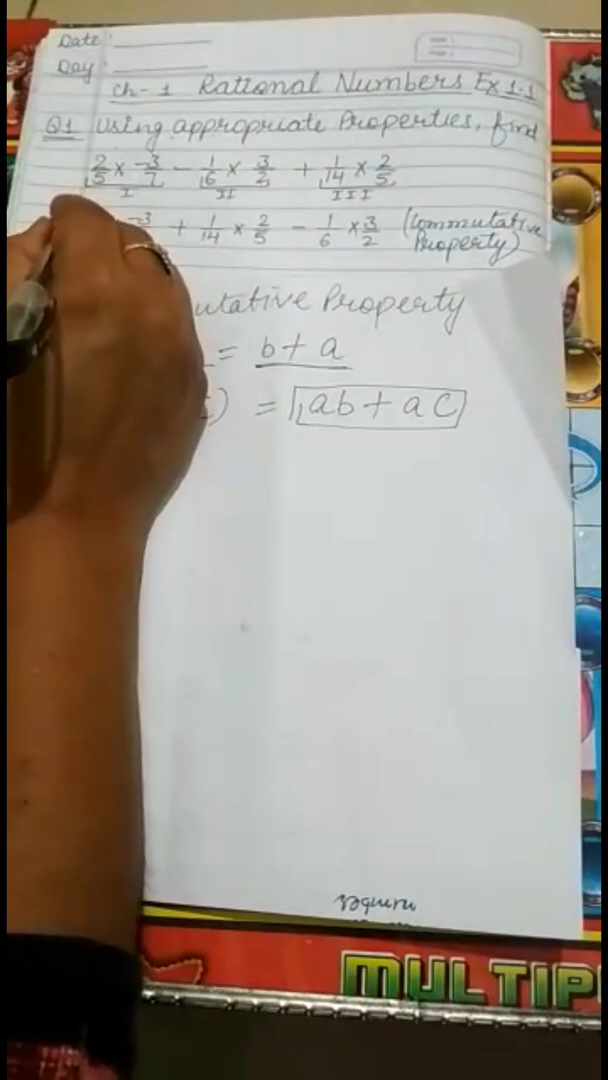 Date
Day
Ch-1 Rational Numbers Ex 1.1
Q1 Using appropriate Properties, find
2/5 × -3/7 - 1/6 × 3/2 + 1/14 × 2/5
I II III
-3 + 1/14 × 2/5 - 1/6 × 3/2 (Commutative Property)
utative Property
= b + a
) = ab + ac
MULTIP